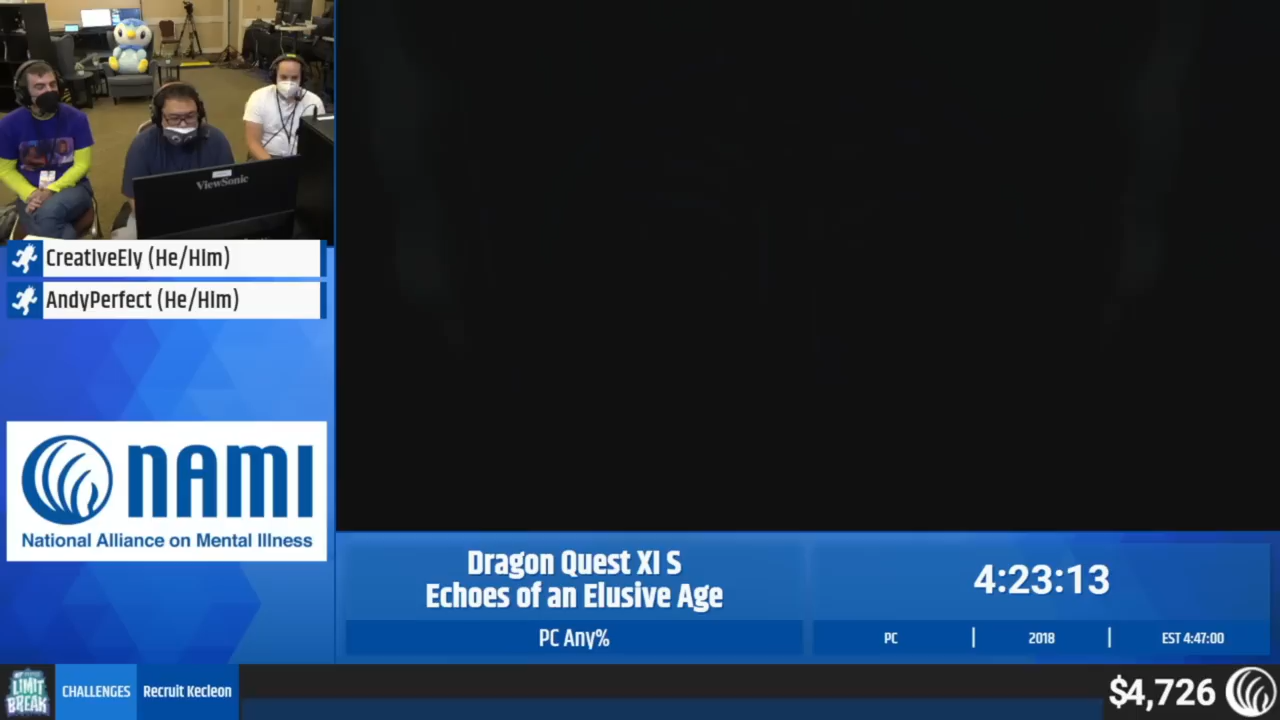 ViewSonic
CreatIveEly (He/HIm)
AndyPerfect (He/HIm)
NAMI
National Alliance on Mental Illness
Dragon Quest XI S
Echoes of an Elusive Age
4:23:13
PC Any%
PC
2018
EST 4:47:00
LIMIT
BREAK
CHALLENGES
Recruit Kecleon
$4,726